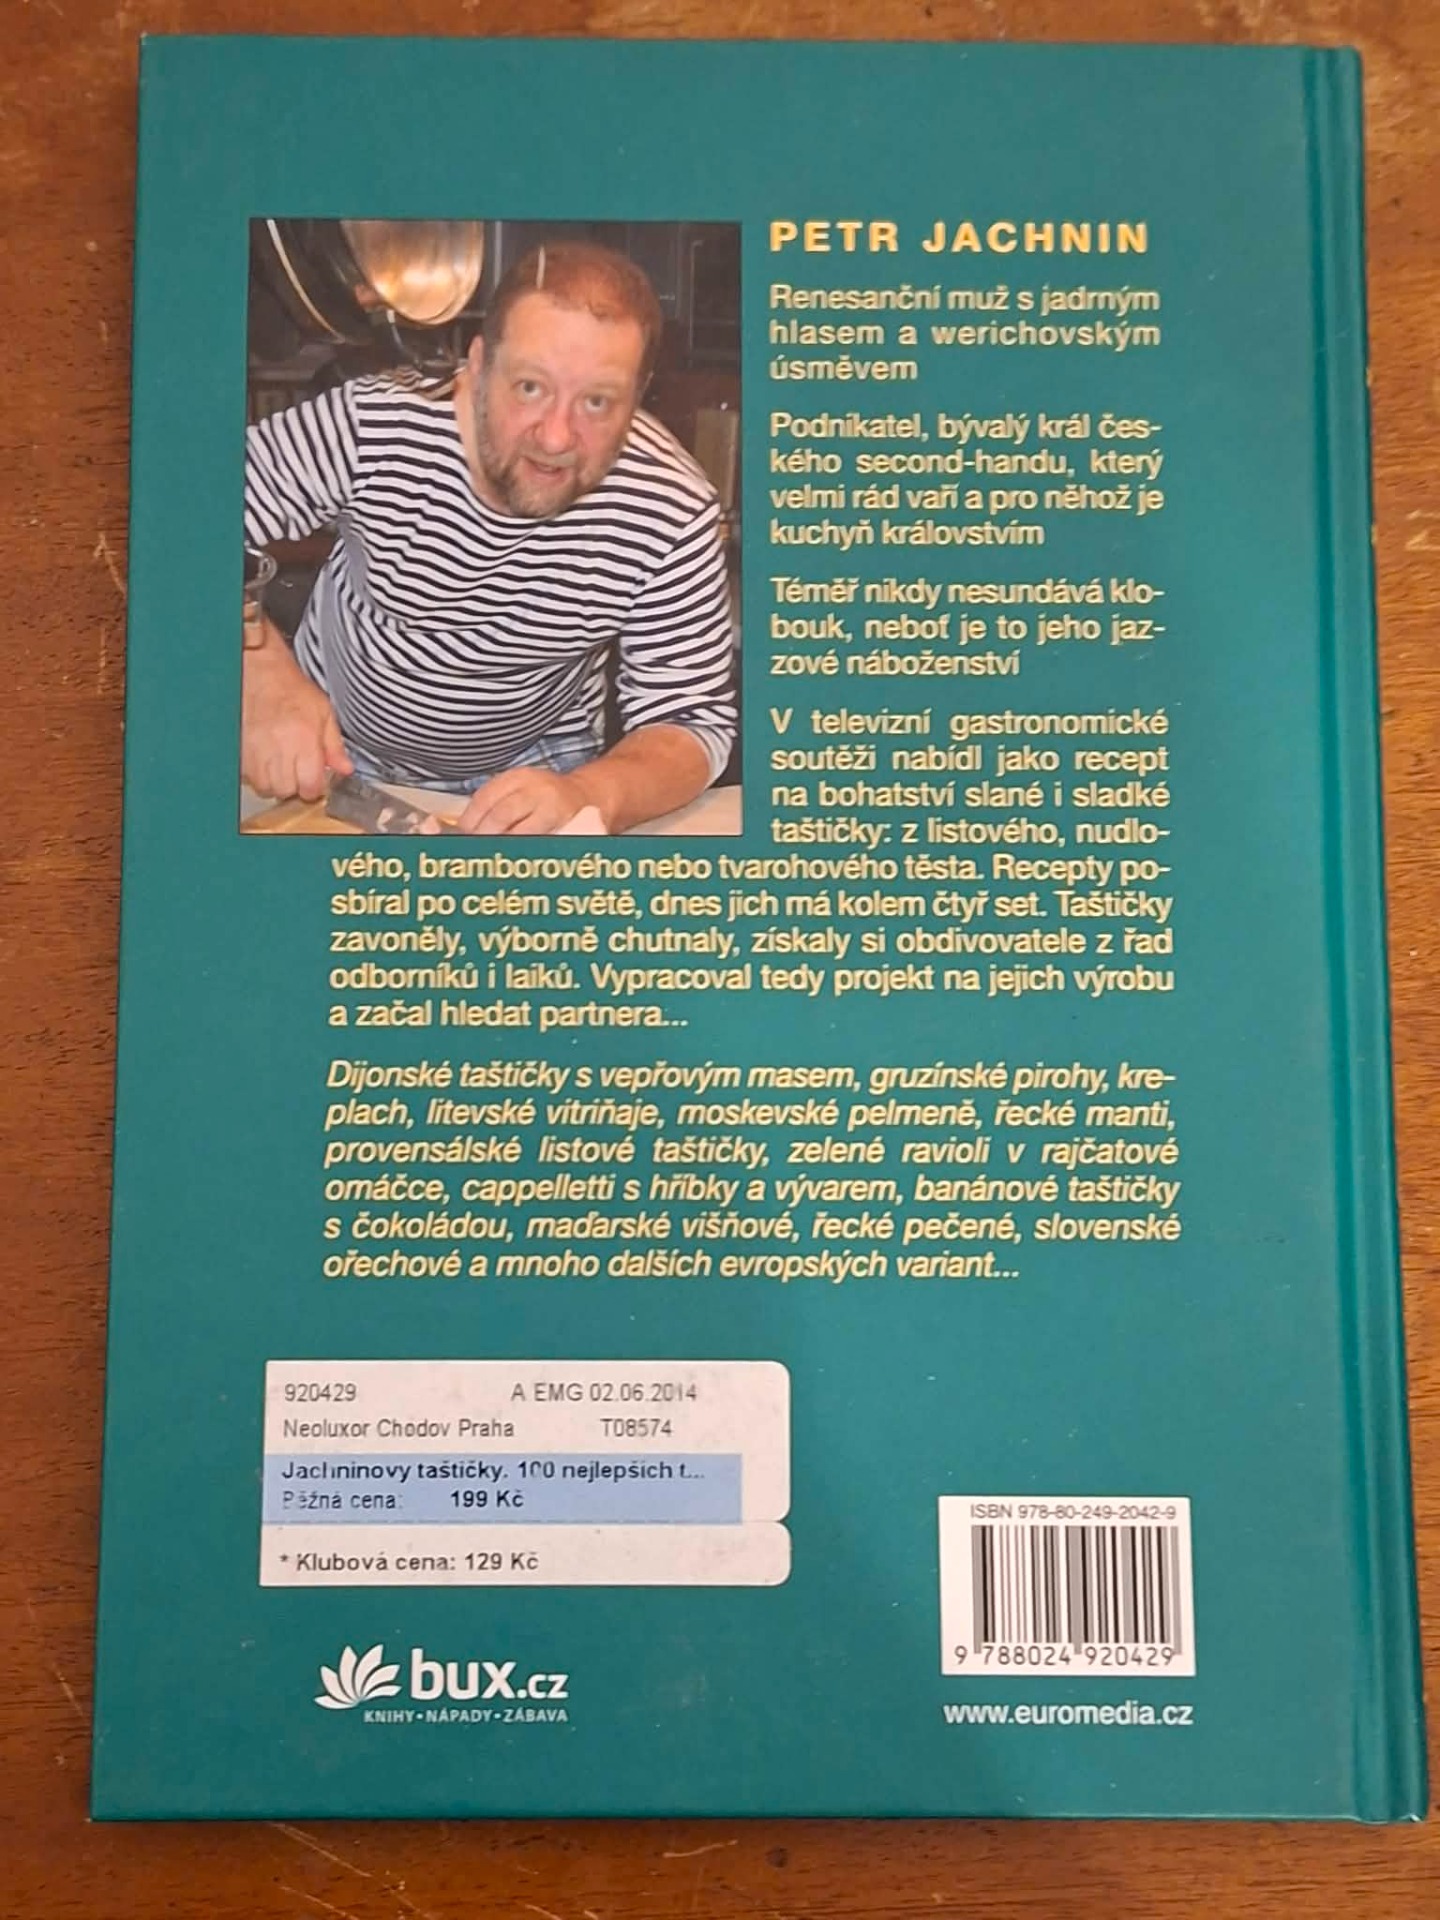 PETR JACHNIN
Renesanční muž s jadrným
hlasem a werichovským
úsměvem
Podnikatel, bývalý král čes-
kého second-handu, který
velmi rád vaří a pro něhož je
kuchyň královstvím
Téměř nikdy nesundává klo-
bouk, neboť je to jeho jaz-
zové náboženství
V televizní gastronomické
soutěži nabídl jako recept
na bohatství slané i sladké
taštičky: z listového, nudlo-
vého, bramborového nebo tvarohového těsta. Recepty po-
sbíral po celém světě, dnes jich má kolem čtyř set. Taštičky
zavoněly, výborně chutnaly, získaly si obdivovatele z řad
odborníků i laiků. Vypracoval tedy projekt na jejich výrobu
a začal hledat partnera...
Dijonské taštičky s vepřovým masem, gruzínské pirohy, kre-
plach, litevské vitriňaje, moskevské pelmeně, řecké manti,
provensálské listové taštičky, zelené ravioli v rajčatové
omáčce, cappelletti s hříbky a vývarem, banánové taštičky
s čokoládou, maďarské višňové, řecké pečené, slovenské
ořechové a mnoho dalších evropských variant...
920429 A EMG 02.06.2014
Neoluxor Chodov Praha T08574
Jachninovy taštičky. 100 nejlepších t...
Běžná cena: 199 Kč
* Klubová cena: 129 Kč
bux.cz
KNIHY•NÁPADY•ZÁBAVA
ISBN 978-80-249-2042-9
9 788024 920429
www.euromedia.cz